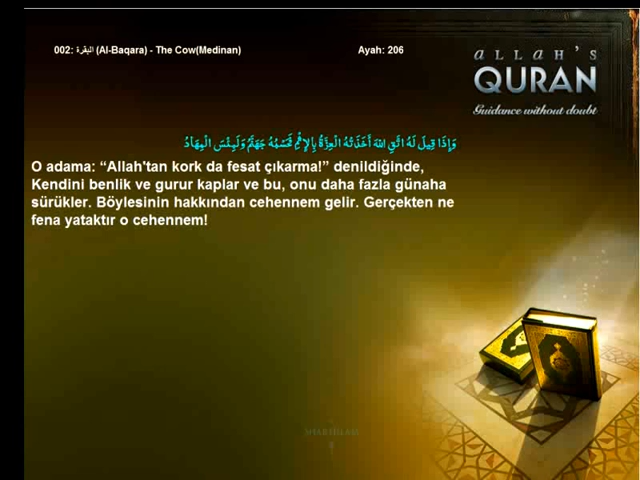 002: البقرة (Al-Baqara) - The Cow(Medinan) Ayah: 206
ALLAH'S
QURAN
Guidance without doubt
وَإِذَا قِيلَ لَهُ اتَّقِ اللَّهَ أَخَذَتْهُ الْعِزَّةُ بِالْإِثْمِ فَحَسْبُهُ جَهَنَّمُ وَلَبِئْسَ الْمِهَادُ
O adama: “Allah'tan kork da fesat çıkarma!” denildiğinde,
Kendini benlik ve gurur kaplar ve bu, onu daha fazla günaha
sürükler. Böylesinin hakkından cehennem gelir. Gerçekten ne
fena yataktır o cehennem!